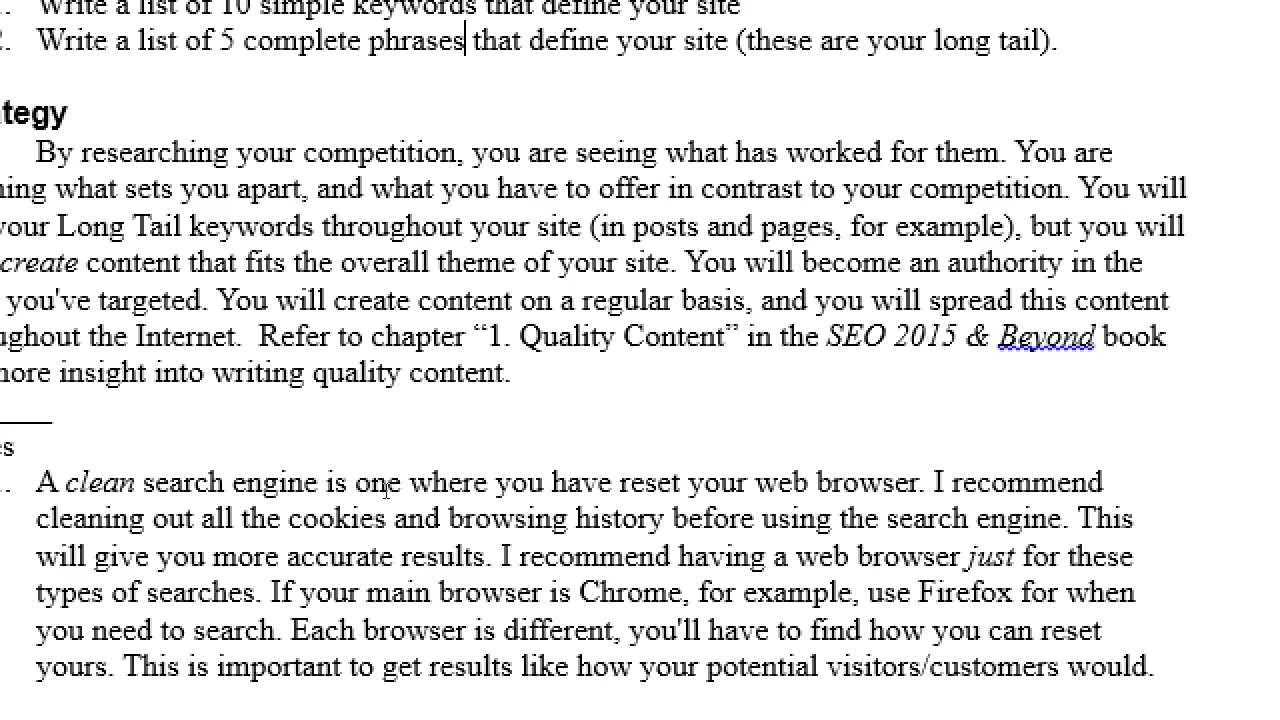 Write a list of 10 simple keywords that define your site
2. Write a list of 5 complete phrases that define your site (these are your long tail).
tegy
By researching your competition, you are seeing what has worked for them. You are
ning what sets you apart, and what you have to offer in contrast to your competition. You will
your Long Tail keywords throughout your site (in posts and pages, for example), but you will
create content that fits the overall theme of your site. You will become an authority in the
you've targeted. You will create content on a regular basis, and you will spread this content
ughout the Internet.  Refer to chapter “1. Quality Content” in the SEO 2015 & Beyond book
more insight into writing quality content.
es
A clean search engine is one where you have reset your web browser. I recommend
cleaning out all the cookies and browsing history before using the search engine. This
will give you more accurate results. I recommend having a web browser just for these
types of searches. If your main browser is Chrome, for example, use Firefox for when
you need to search. Each browser is different, you'll have to find how you can reset
yours. This is important to get results like how your potential visitors/customers would.